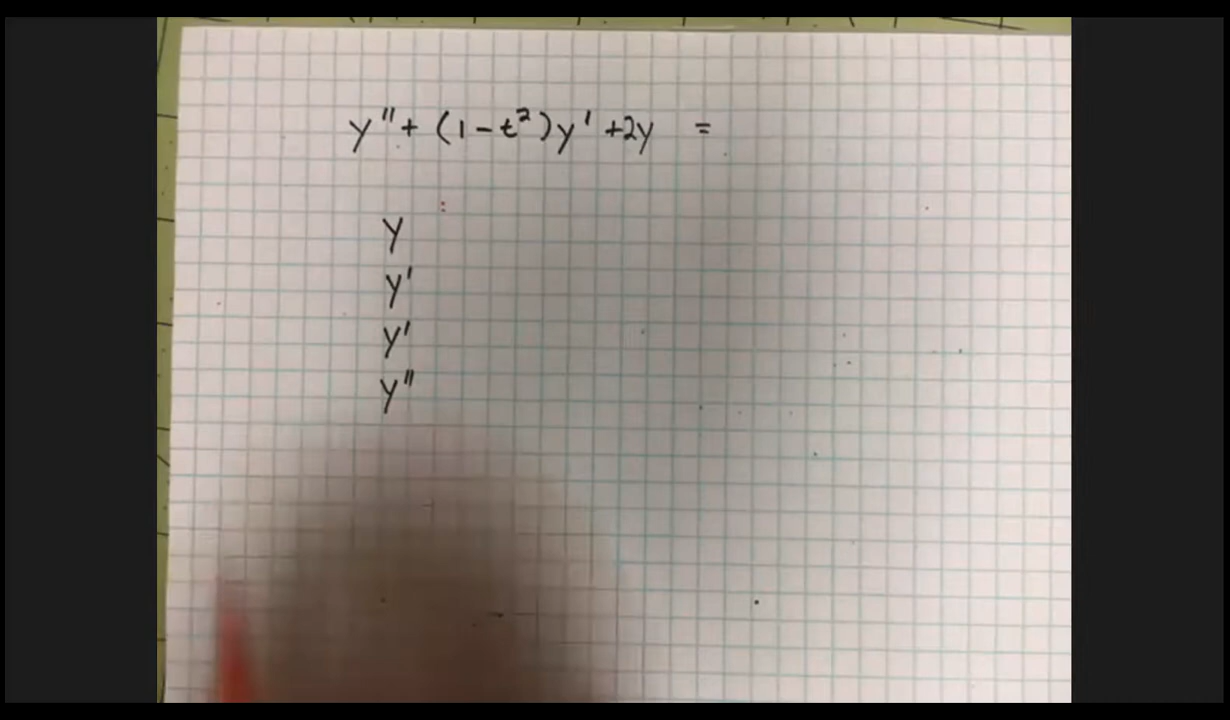 y" + (1 - t²)y' + 2y =
y
y'
y'
y"